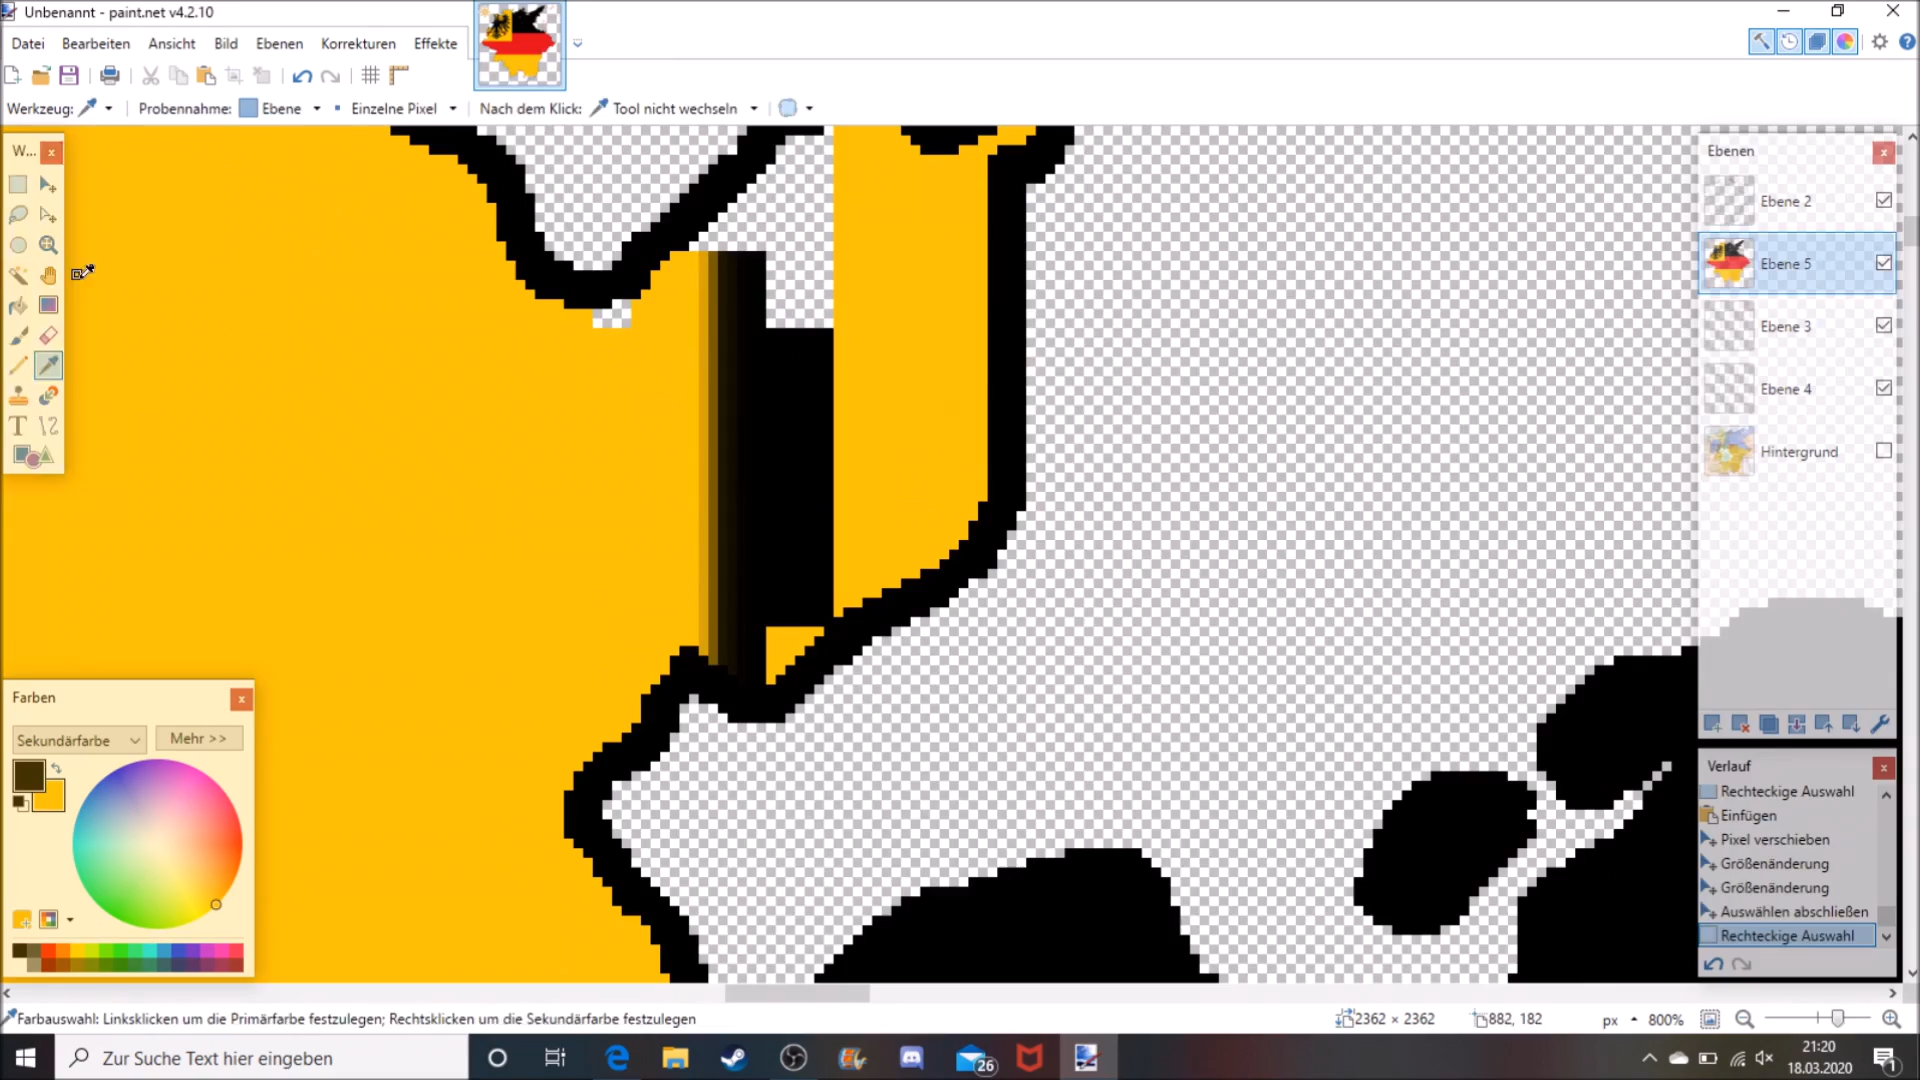 Unbenannt - paint.net v4.2.10
Datei Bearbeiten Ansicht Bild Ebenen Korrekturen Effekte
Werkzeug: Probennahme: Ebene Einzelne Pixel Nach dem Klick: Tool nicht wechseln
W...
Ebenen
Ebene 2
Ebene 5
Ebene 3
Ebene 4
Hintergrund
Farben
Sekundärfarbe
Mehr >>
Verlauf
Rechteckige Auswahl
Einfügen
Pixel verschieben
Größenänderung
Größenänderung
Auswählen abschließen
Rechteckige Auswahl
Farbauswahl: Linksklicken um die Primärfarbe festzulegen; Rechtsklicken um die Sekundärfarbe festzulegen
2362 × 2362
882, 182
px
800%
Zur Suche Text hier eingeben
26
21:20
18.03.2020
1